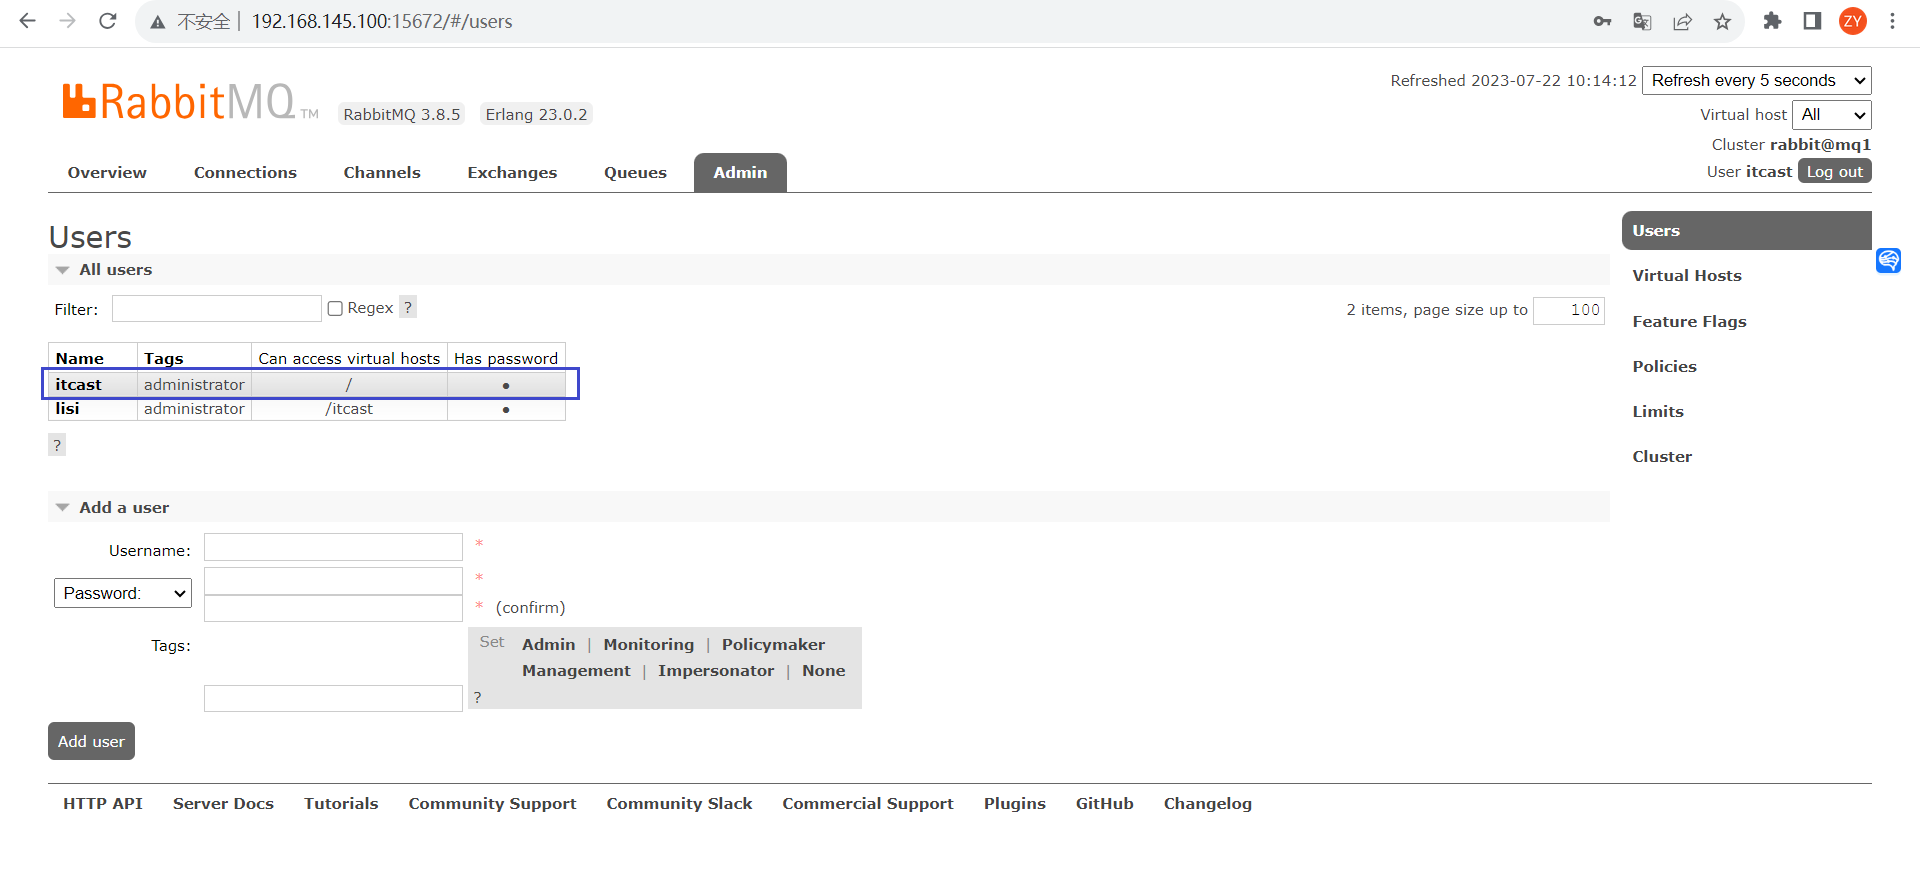 不安全 192.168.145.100:15672/#/users
ZY
RabbitMQ TM RabbitMQ 3.8.5 Erlang 23.0.2
Refreshed 2023-07-22 10:14:12 Refresh every 5 seconds
Virtual host All
Cluster rabbit@mq1
User itcast Log out
Overview Connections Channels Exchanges Queues Admin
Users
All users
Filter: Regex ? 2 items, page size up to 100
Name Tags Can access virtual hosts Has password
itcast administrator / ●
lisi administrator /itcast ●
?
Users
Virtual Hosts
Feature Flags
Policies
Limits
Cluster
Add a user
Username: *
Password: *
* (confirm)
Tags: Set Admin | Monitoring | Policymaker
Management | Impersonator | None
?
Add user
HTTP API Server Docs Tutorials Community Support Community Slack Commercial Support Plugins GitHub Changelog